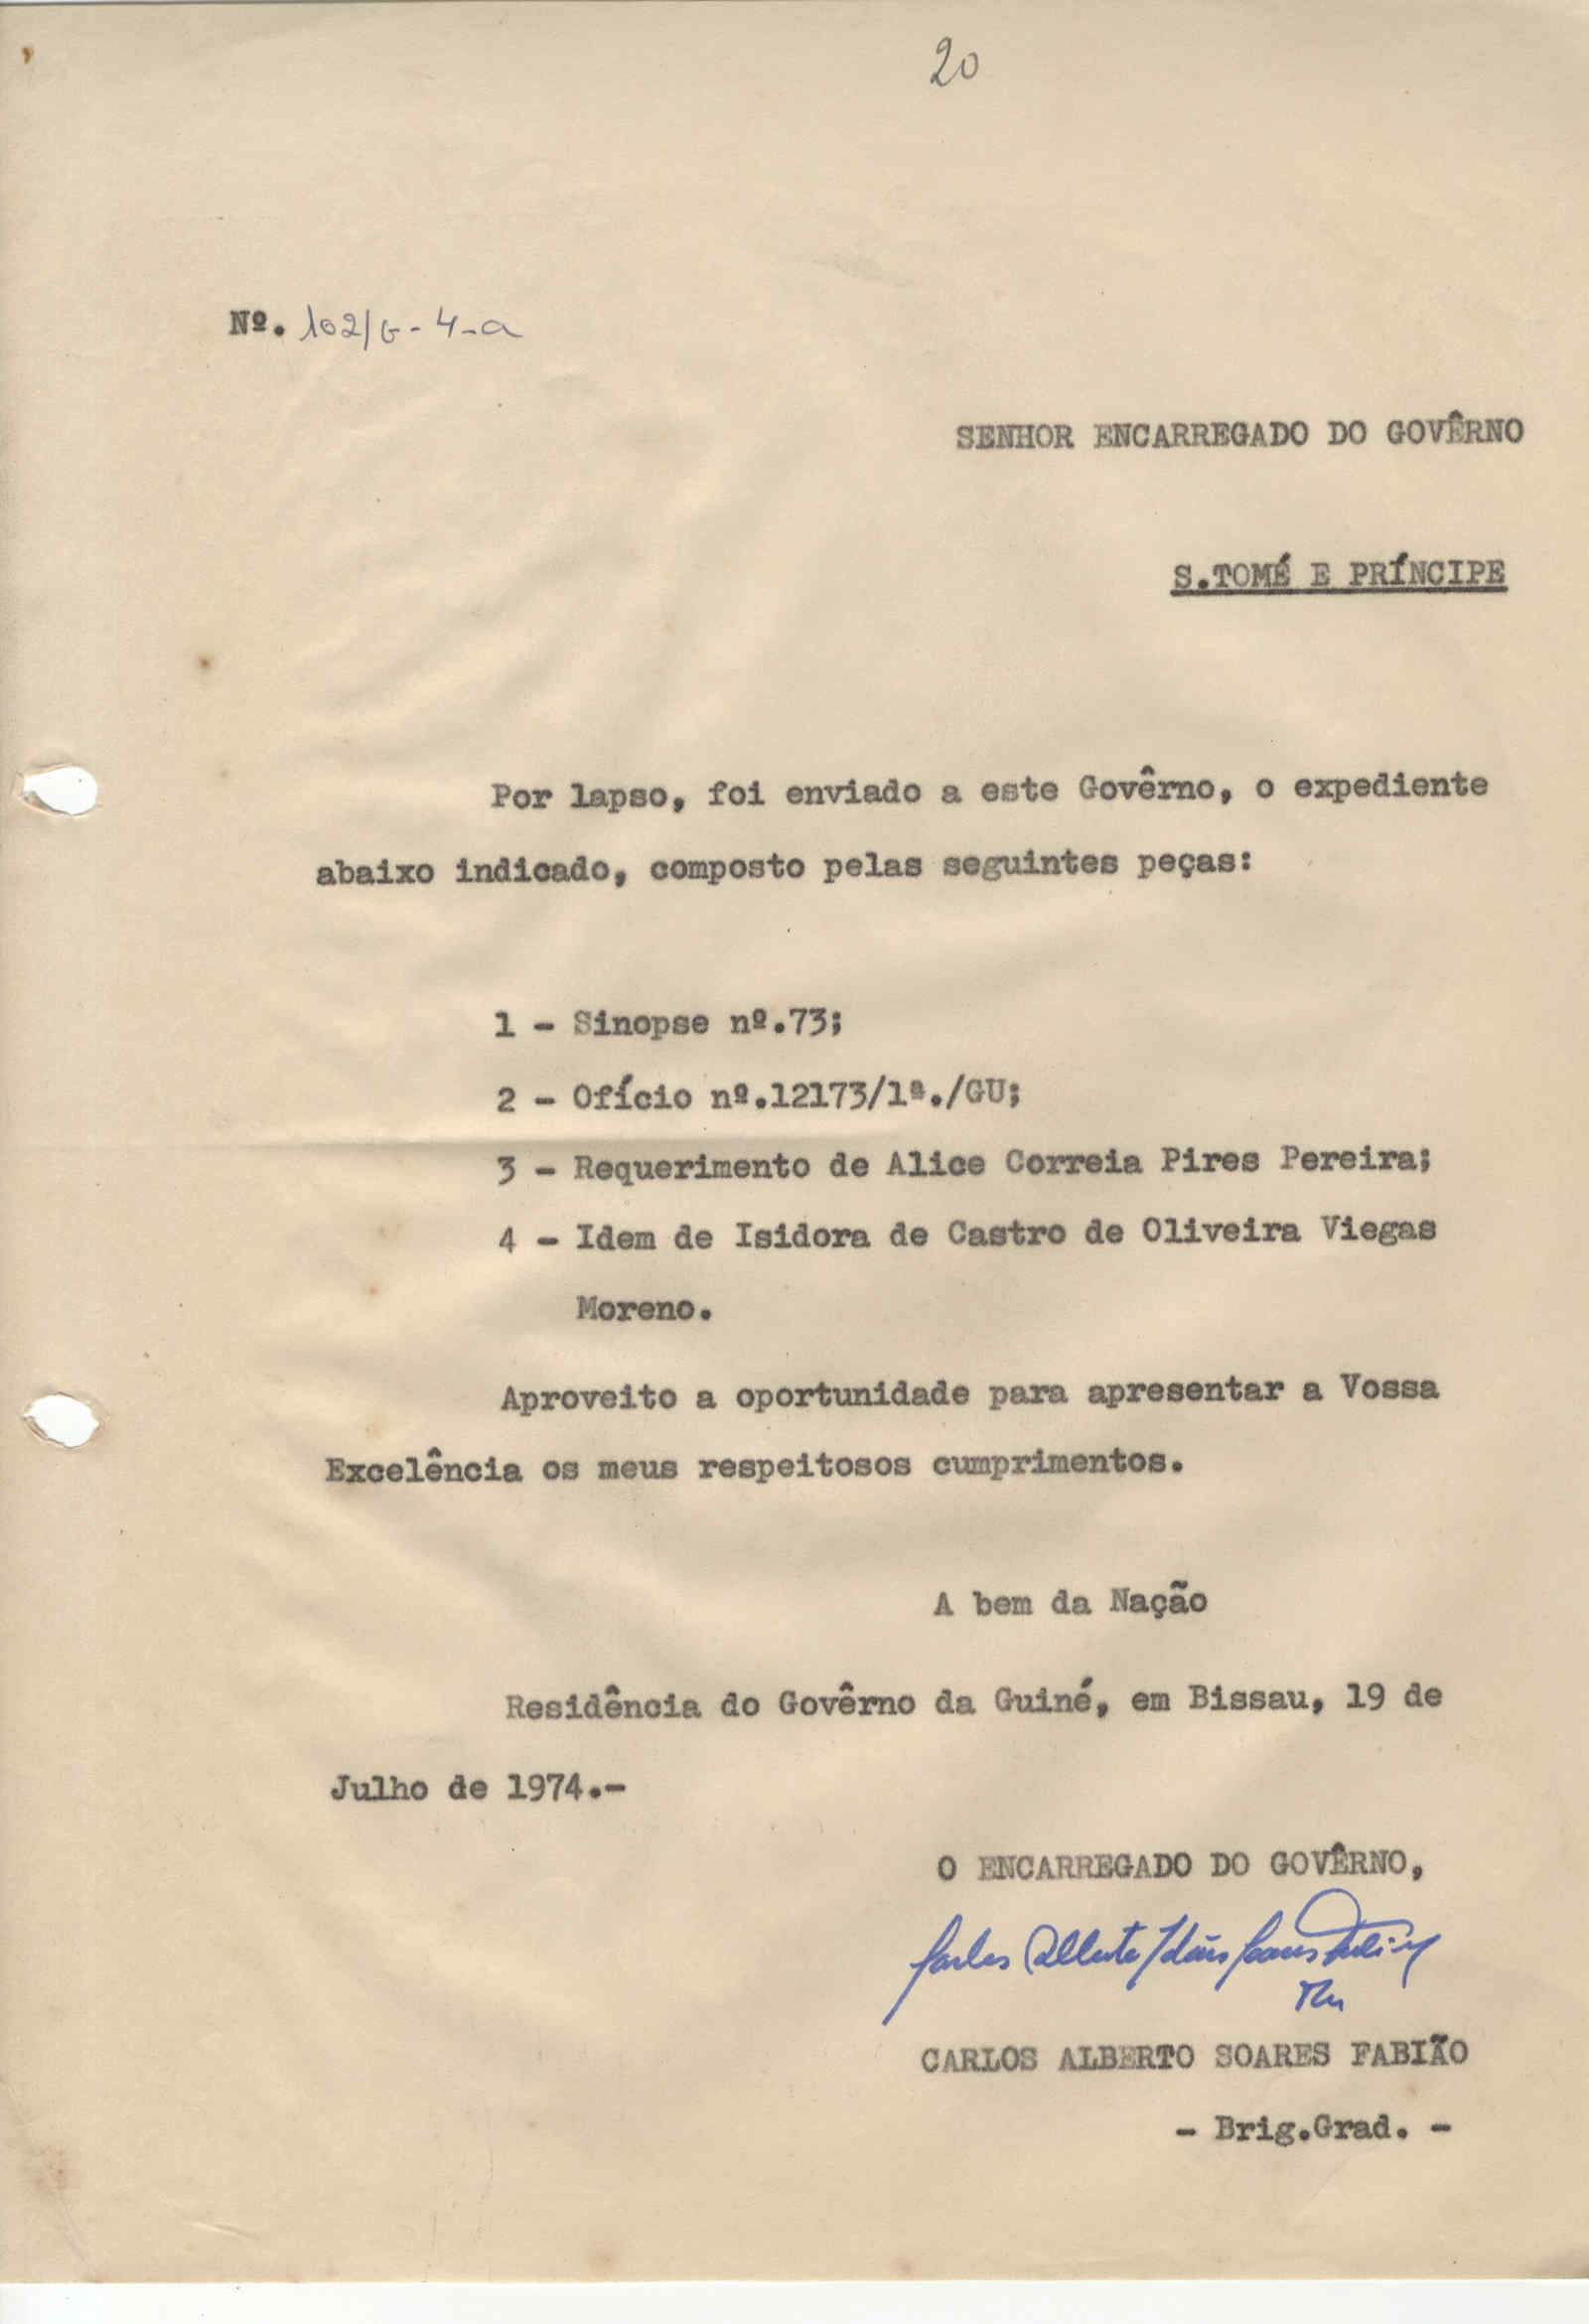 20
Nº. 102/G-4-a
SENHOR ENCARREGADO DO GOVÊRNO
S.TOMÉ E PRÍNCIPE
Por lapso, foi enviado a este Govêrno, o expediente
abaixo indicado, composto pelas seguintes peças:
1 - Sinopse nº.73;
2 - Ofício nº.12173/1ª./GU;
3 - Requerimento de Alice Correia Pires Pereira;
4 - Idem de Isidora de Castro de Oliveira Viegas
Moreno.
Aproveito a oportunidade para apresentar a Vossa
Excelência os meus respeitosos cumprimentos.
A bem da Nação
Residência do Govêrno da Guiné, em Bissau, 19 de
Julho de 1974.-
O ENCARREGADO DO GOVÊRNO,
Carlos Alberto Soares
CARLOS ALBERTO SOARES FABIÃO
- Brig.Grad. -